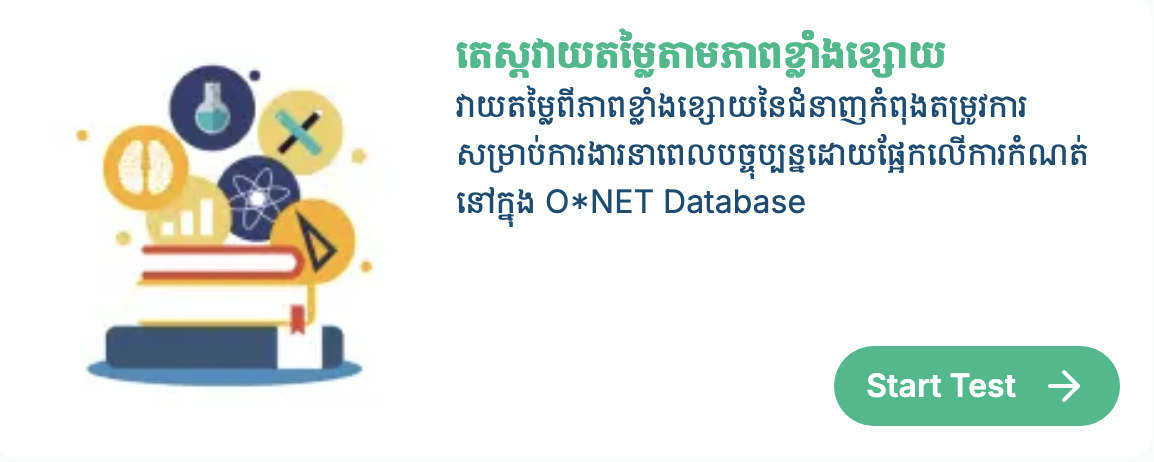 តេស្តវាយតម្លៃតាមភាពខ្លាំងខ្សោយ
វាយតម្លៃពីភាពខ្លាំងខ្សោយនៃជំនាញកំពុងតម្រូវការ
សម្រាប់ការងារនាពេលបច្ចុប្បន្នដោយផ្អែកលើការកំណត់
នៅក្នុង O*NET Database
Start Test